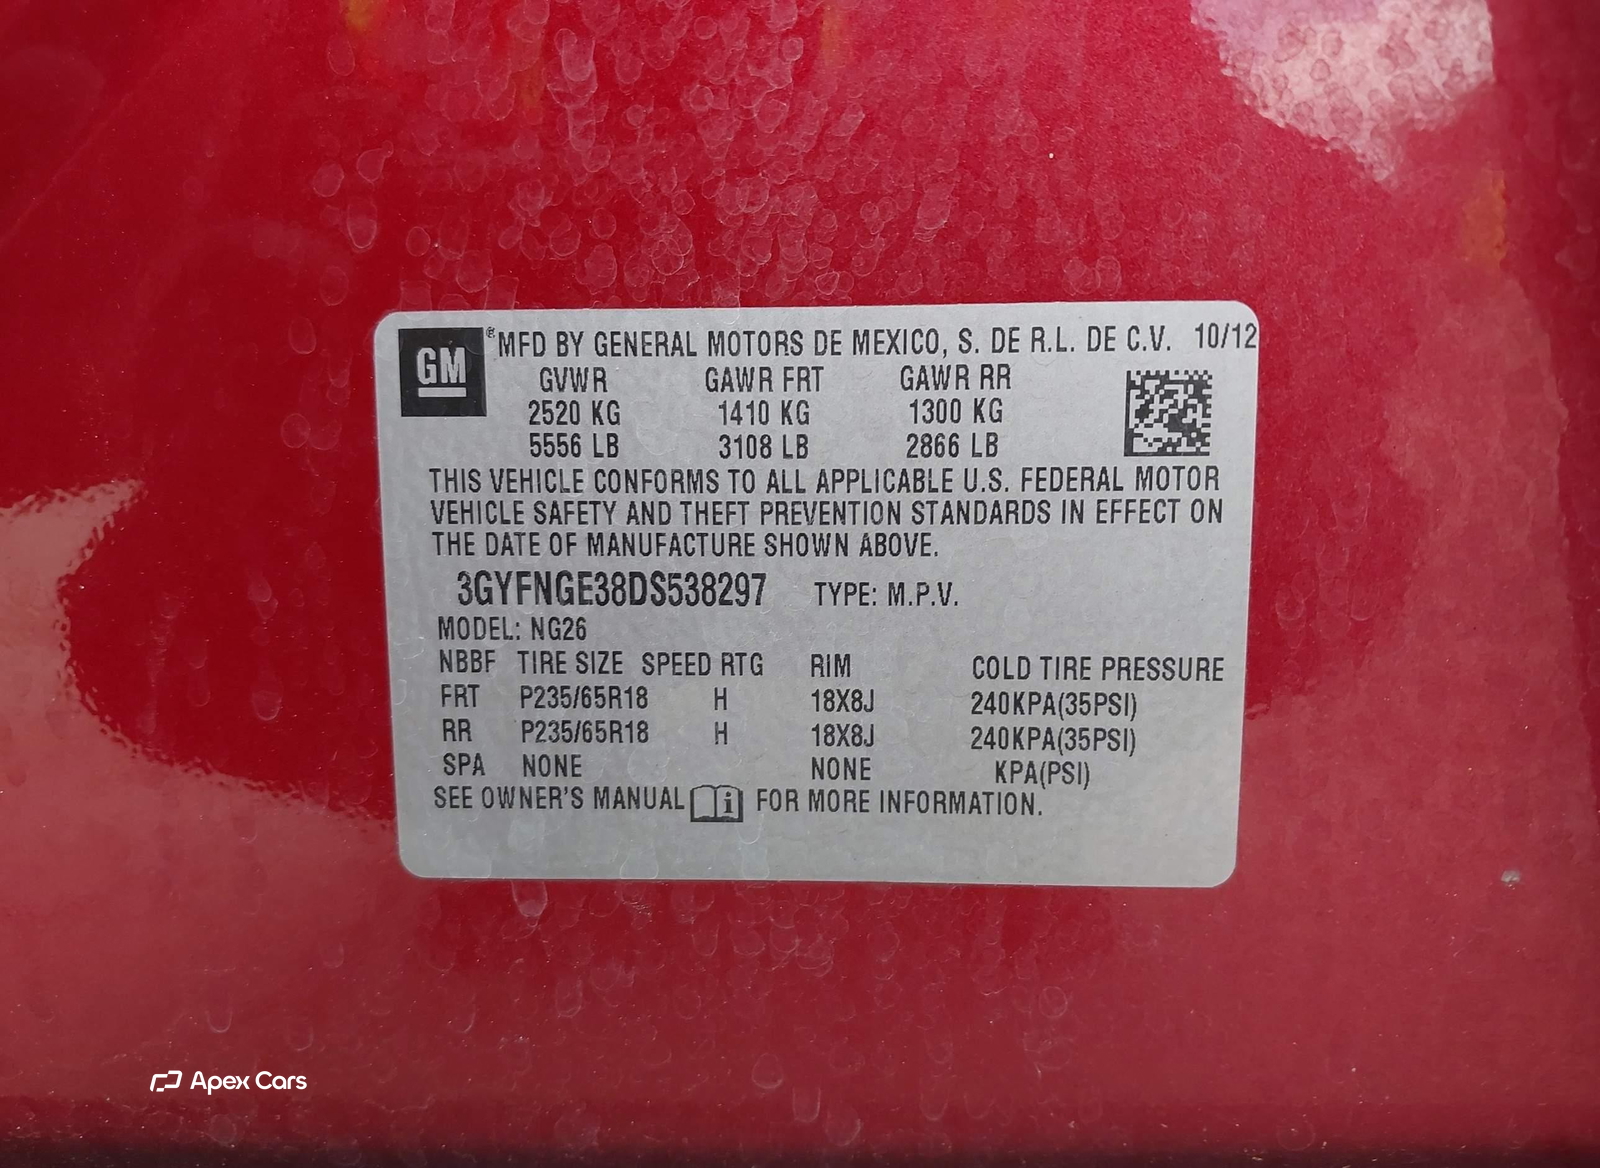 GM ® MFD BY GENERAL MOTORS DE MEXICO, S. DE R.L. DE C.V. 10/12
GVWR GAWR FRT GAWR RR
2520 KG 1410 KG 1300 KG
5556 LB 3108 LB 2866 LB
THIS VEHICLE CONFORMS TO ALL APPLICABLE U.S. FEDERAL MOTOR
VEHICLE SAFETY AND THEFT PREVENTION STANDARDS IN EFFECT ON
THE DATE OF MANUFACTURE SHOWN ABOVE.
3GYFNGE38DS538297 TYPE: M.P.V.
MODEL: NG26
NBBF TIRE SIZE SPEED RTG RIM COLD TIRE PRESSURE
FRT P235/65R18 H 18X8J 240KPA(35PSI)
RR P235/65R18 H 18X8J 240KPA(35PSI)
SPA NONE NONE KPA(PSI)
SEE OWNER'S MANUAL i FOR MORE INFORMATION.
Apex Cars